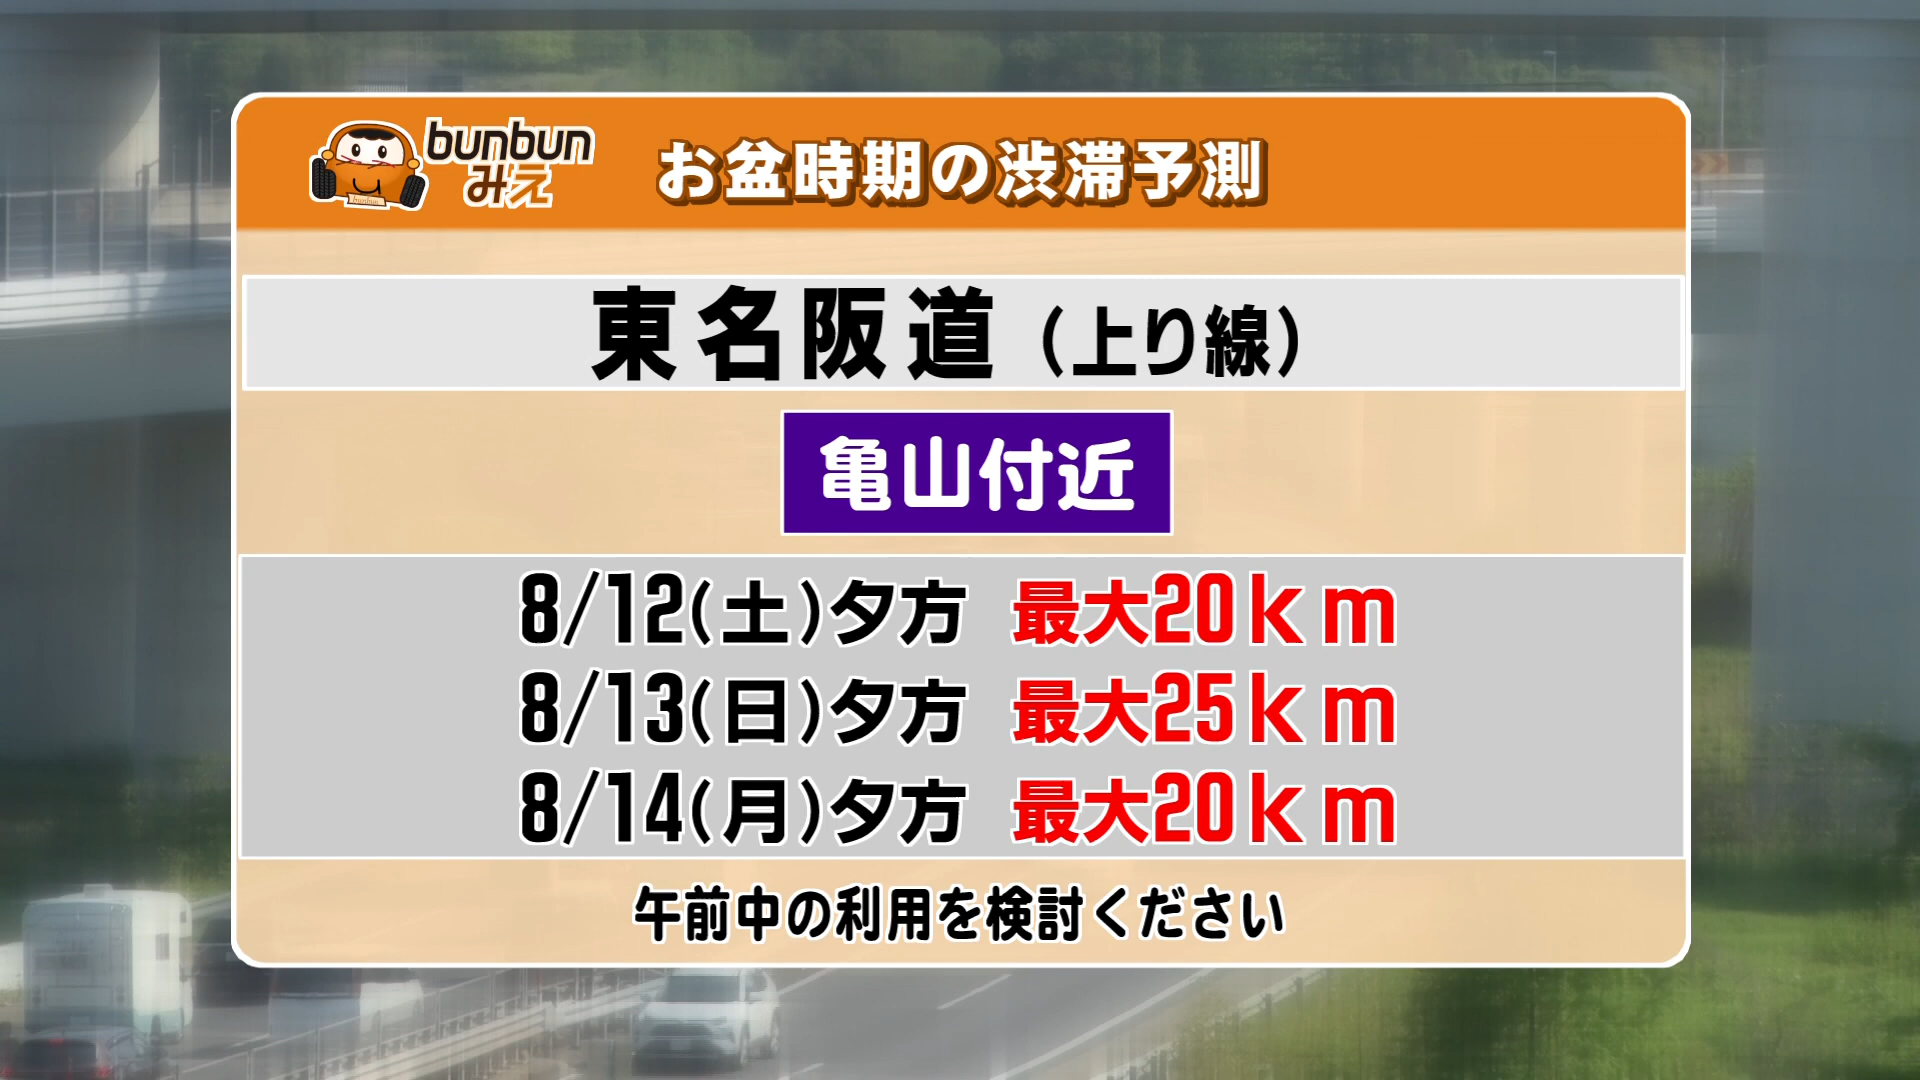 bunbun
みえ
お盆時期の渋滞予測
東名阪道（上り線）
亀山付近
8/12(土)夕方 最大20km
8/13(日)夕方 最大25km
8/14(月)夕方 最大20km
午前中の利用を検討ください